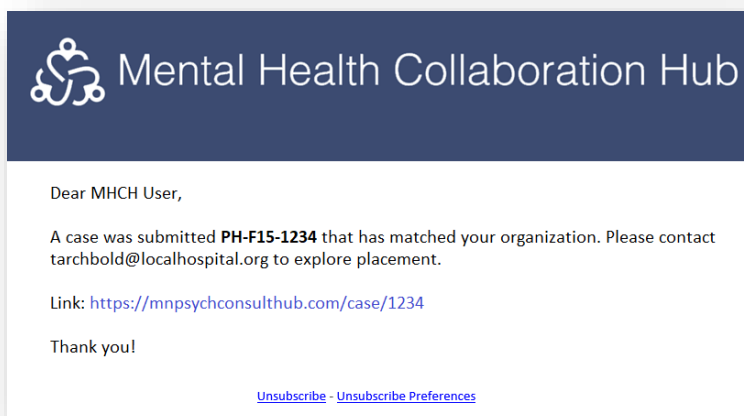 Mental Health Collaboration Hub
Dear MHCH User,
A case was submitted PH-F15-1234 that has matched your organization. Please contact
tarchbold@localhospital.org to explore placement.
Link: https://mnpsychconsulthub.com/case/1234
Thank you!
Unsubscribe - Unsubscribe Preferences